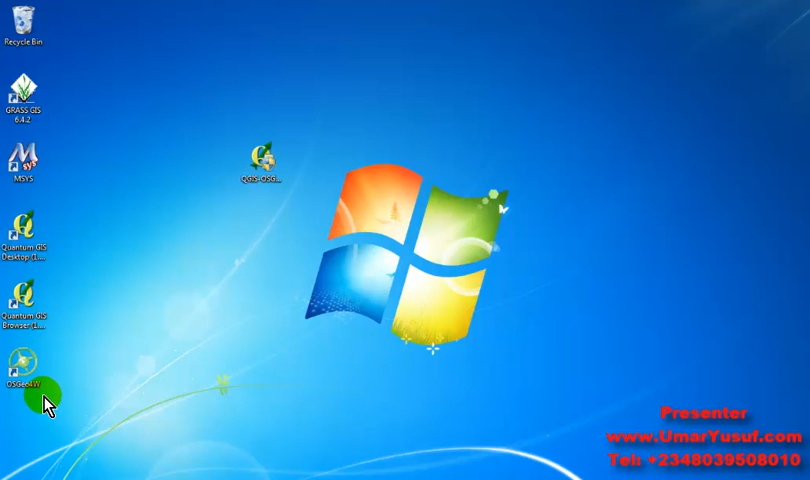 Recycle Bin
GRASS GIS
6.4.2
MSYS
Quantum GIS
Desktop (1....
Quantum GIS
Browser (1....
OSGeo4W
QGIS-OSG...
Presenter
www.UmarYusuf.com
Tel: +2348039508010